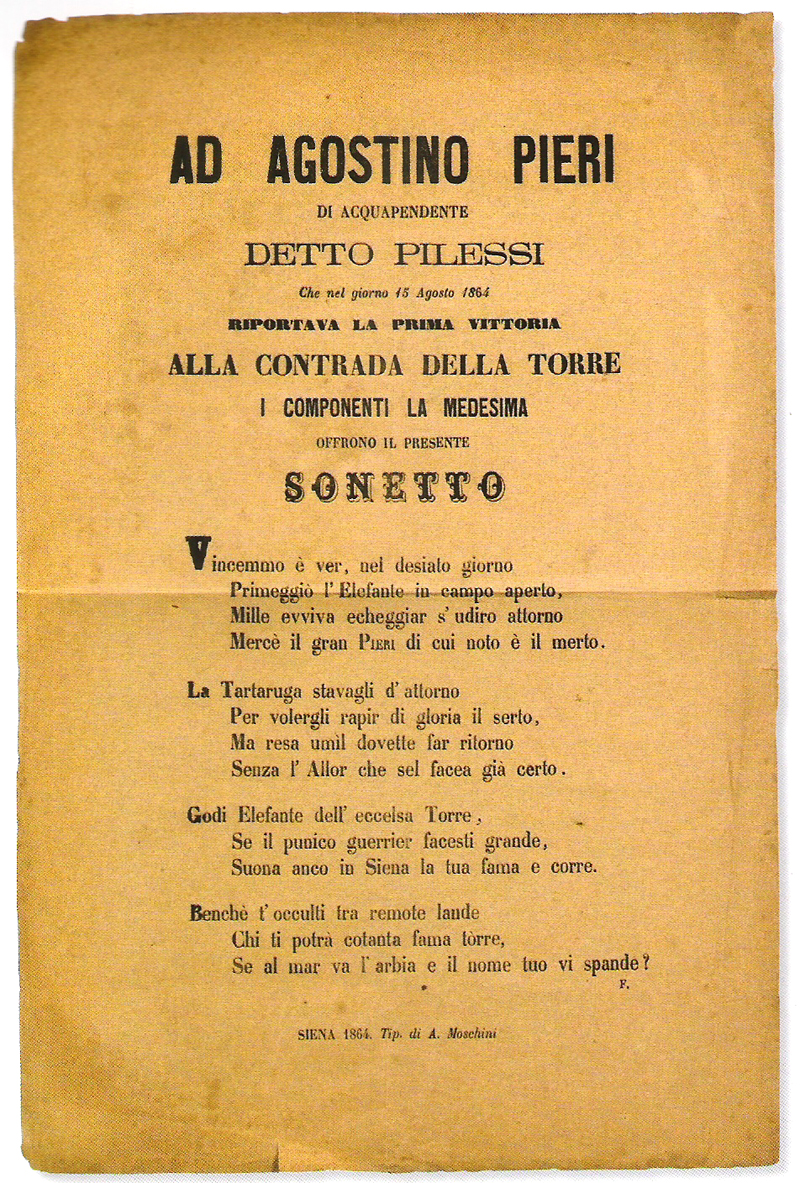 AD AGOSTINO PIERI
DI ACQUAPENDENTE
DETTO PILESSI
Che nel giorno 15 Agosto 1864
RIPORTAVA LA PRIMA VITTORIA
ALLA CONTRADA DELLA TORRE
I COMPONENTI LA MEDESIMA
OFFRONO IL PRESENTE
SONETTO
Vincemmo è ver, nel desiato giorno
Primeggiò l'Elefante in campo aperto,
Mille evviva echeggiar s'udiro attorno
Mercè il gran PIERI di cui noto è il merto.
La Tartaruga stavagli d'attorno
Per volergli rapir di gloria il serto,
Ma resa umìl dovette far ritorno
Senza l'Allor che sel facea già certo.
Godi Elefante dell'eccelsa Torre,
Se il punico guerrier facesti grande,
Suona anco in Siena la tua fama e corre.
Benchè t'occulti tra remote lande
Chi ti potrà cotanta fama tòrre,
Se al mar va l'arbia e il nome tuo vi spande?
F.
SIENA 1864. Tip. di A. Moschini